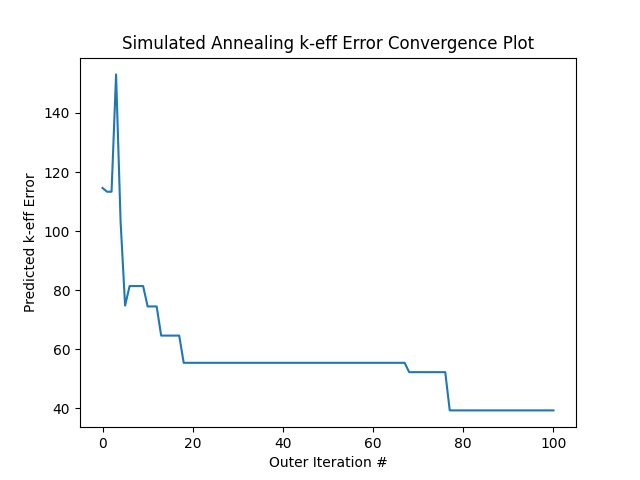 Simulated Annealing k-eff Error Convergence Plot
Predicted k-eff Error
140
120
100
80
60
40
0 20 40 60 80 100
Outer Iteration #